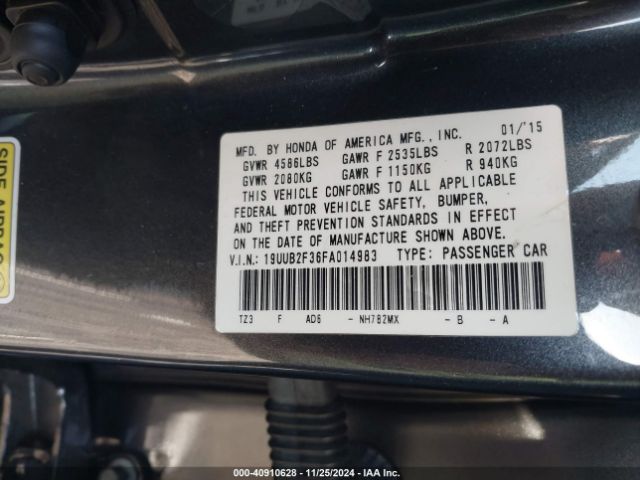 MFD. BY HONDA OF AMERICA MFG., INC. 01/'15
GVWR 4586LBS GAWR F 2535LBS R 2072LBS
GVWR 2080KG GAWR F 1150KG R 940KG
THIS VEHICLE CONFORMS TO ALL APPLICABLE
FEDERAL MOTOR VEHICLE SAFETY, BUMPER,
AND THEFT PREVENTION STANDARDS IN EFFECT
ON THE DATE OF MANUFACTURE SHOWN ABOVE.
V.I.N.: 19UUB2F36FA014983 TYPE: PASSENGER CAR
TZ3 F AD6 - NH782MX - B - A
SIDE AIRBAG
000-40910628 - 11/25/2024 - IAA Inc.